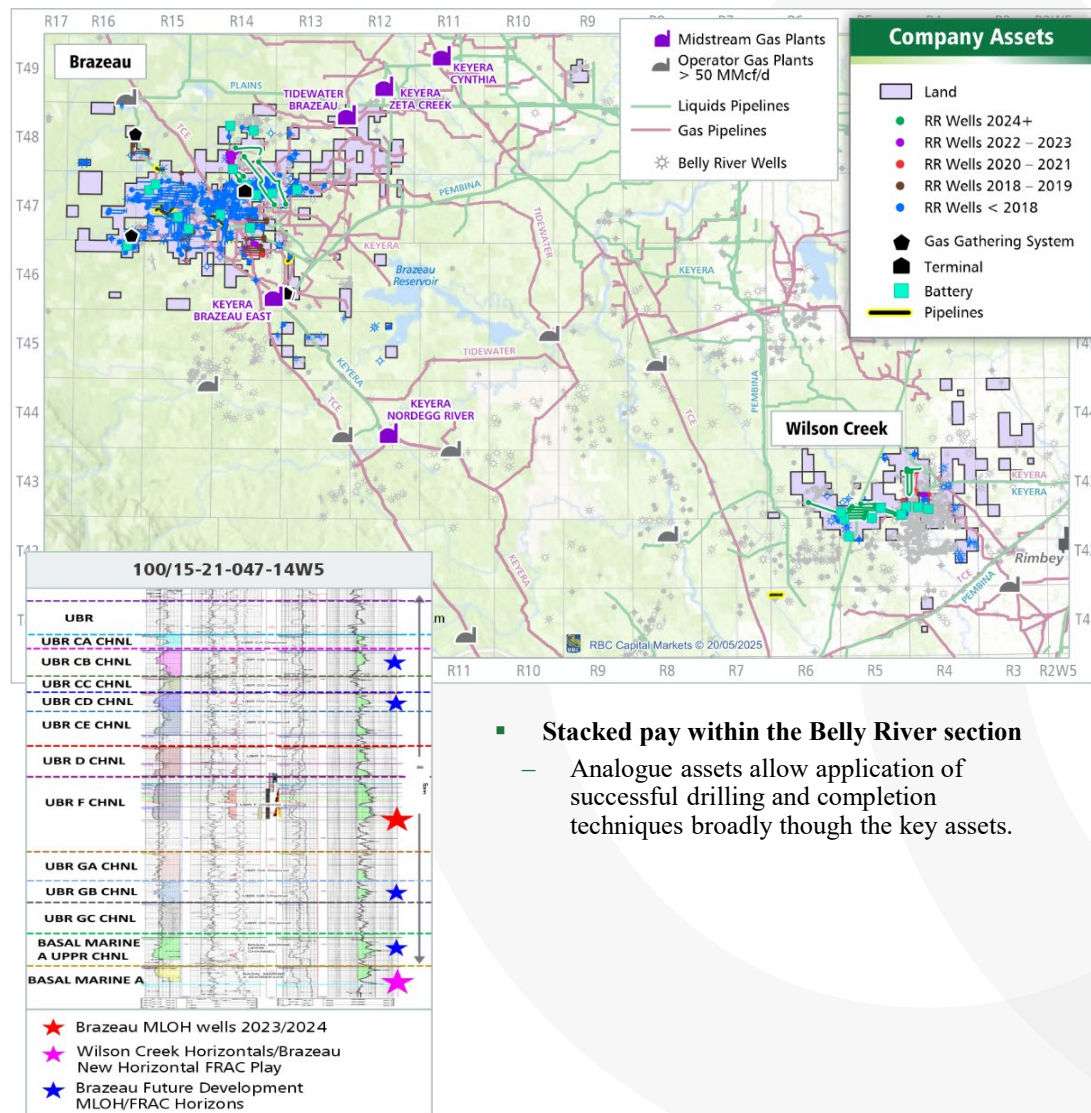 R17 R16 R15 R14 R13 R12 R11 R10 R9
T49
T48
T47
T46
T45
T44
T43
T42
Brazeau
PLAINS
TIDEWATER
BRAZEAU
KEYERA
CYNTHIA
KEYERA
ZETA CREEK
TCE
PEMBINA
TIDEWATER
KEYERA
KEYERA
Brazeau
Reservoir
KEYERA
BRAZEAU EAST
KEYERA
TIDEWATER
PEMBINA
TCE
KEYERA
NORDEGG RIVER
TCE
KEYERA
Wilson Creek
KEYERA
KEYERA
Rimbey
TCE
PEMBINA
Midstream Gas Plants
Operator Gas Plants
> 50 MMcf/d
Liquids Pipelines
Gas Pipelines
Belly River Wells
Company Assets
Land
RR Wells 2024+
RR Wells 2022 – 2023
RR Wells 2020 – 2021
RR Wells 2018 – 2019
RR Wells < 2018
Gas Gathering System
Terminal
Battery
Pipelines
RBC Capital Markets © 20/05/2025
R11 R10 R9 R8 R7 R6 R5 R4 R3 R2W5
100/15-21-047-14W5
UBR
UBR CA CHNL
UBR CB CHNL
UBR CC CHNL
UBR CD CHNL
UBR CE CHNL
UBR D CHNL
UBR F CHNL
UBR GA CHNL
UBR GB CHNL
UBR GC CHNL
BASAL MARINE
A UPPR CHNL
BASAL MARINE A
Brazeau MLOH wells 2023/2024
Wilson Creek Horizontals/Brazeau
New Horizontal FRAC Play
Brazeau Future Development
MLOH/FRAC Horizons
▪ Stacked pay within the Belly River section
– Analogue assets allow application of
successful drilling and completion
techniques broadly though the key assets.